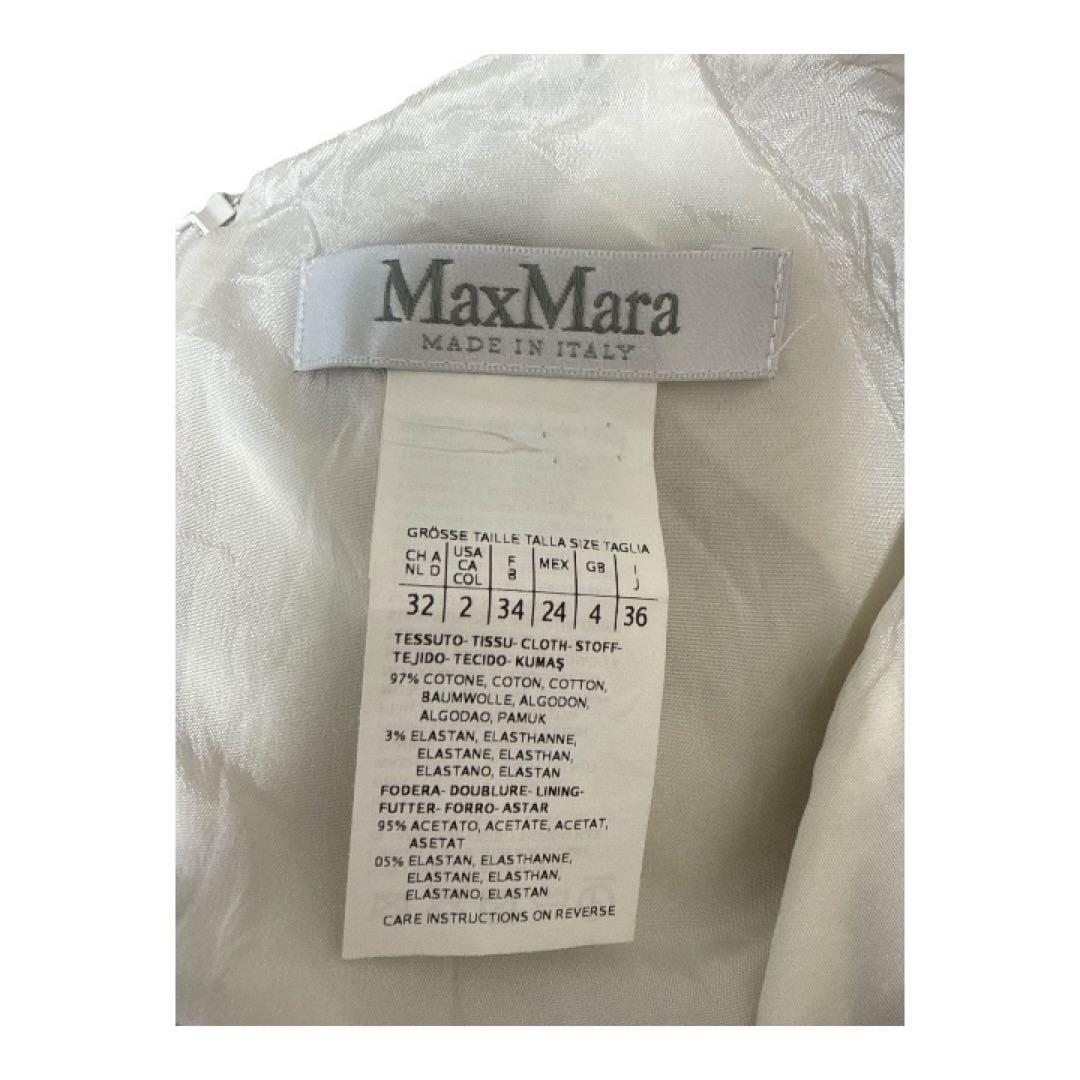 MaxMara
MADE IN ITALY
GRÖSSE TAILLE TALLA SIZE TAGLIA
CH A NL D USA CA COL F B MEX GB I J
32 2 34 24 4 36
TESSUTO- TISSU- CLOTH- STOFF-
TEJIDO- TECIDO- KUMAŞ
97% COTONE, COTON, COTTON,
BAUMWOLLE, ALGODON,
ALGODAO, PAMUK
3% ELASTAN, ELASTHANNE,
ELASTANE, ELASTHAN,
ELASTANO, ELASTAN
FODERA- DOUBLURE- LINING-
FUTTER- FORRO- ASTAR
95% ACETATO, ACETATE, ACETAT,
ASETAT
05% ELASTAN, ELASTHANNE,
ELASTANE, ELASTHAN,
ELASTANO, ELASTAN
CARE INSTRUCTIONS ON REVERSE